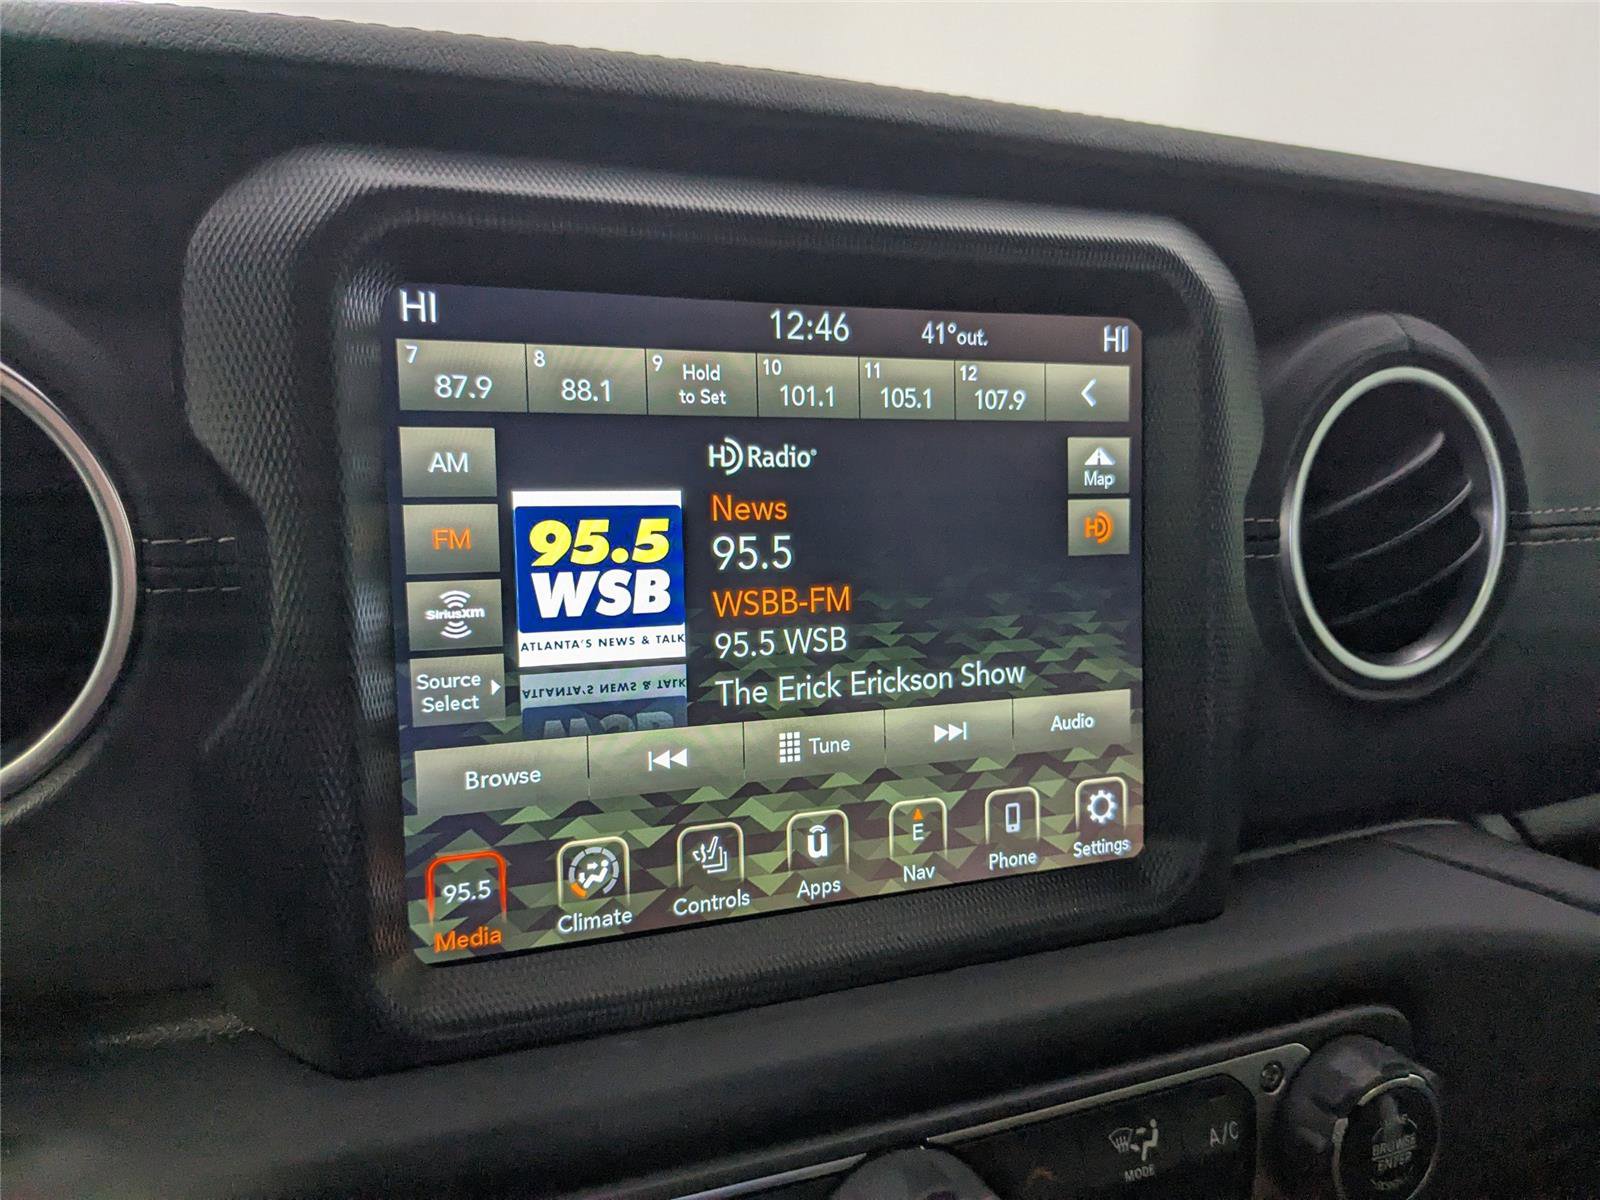 HI
12:46
41° out.
HI
7
87.9
8
88.1
9
Hold
to Set
10
101.1
11
105.1
12
107.9
AM
FM
SiriusXM
Source
Select
95.5
WSB
ATLANTA'S NEWS & TALK
HD Radio
News
95.5
WSBB-FM
95.5 WSB
The Erick Erickson Show
Map
HD
Browse
Tune
Audio
95.5
Media
Climate
Controls
u
Apps
E
Nav
Phone
Settings
MODE
A/C
BROWSE
ENTER